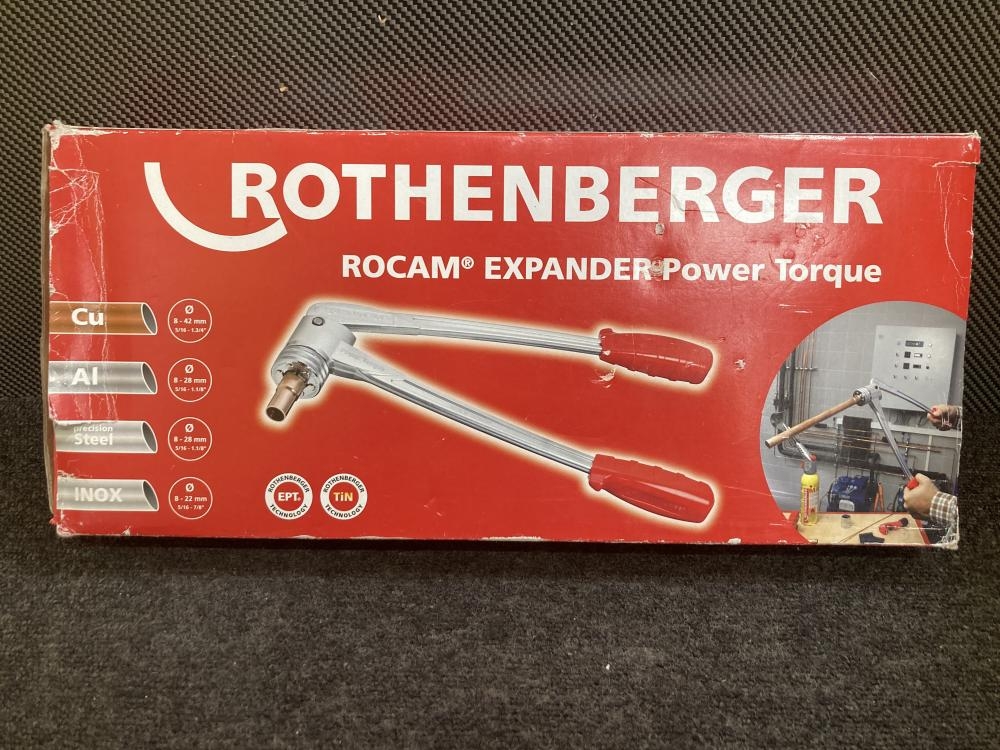 ROTHENBERGER
ROCAM® EXPANDER Power Torque
Cu
Ø
8 - 42 mm
5/16 - 1.3/4"
Al
Ø
8 - 28 mm
5/16 - 1.1/8"
precision
Steel
Ø
8 - 28 mm
5/16 - 1.1/8"
INOX
Ø
8 - 22 mm
5/16 - 7/8"
ROTHENBERGER
EPT®
TECHNOLOGY
ROTHENBERGER
TiN
TECHNOLOGY